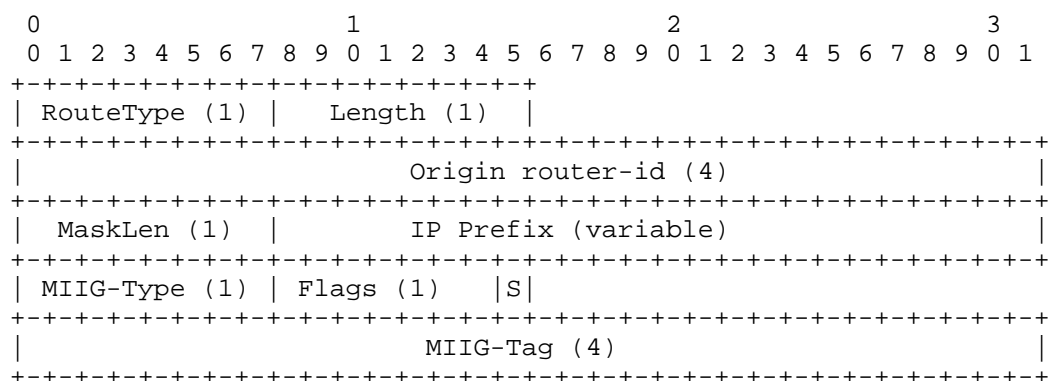 0                   1                   2                   3
 0 1 2 3 4 5 6 7 8 9 0 1 2 3 4 5 6 7 8 9 0 1 2 3 4 5 6 7 8 9 0 1
+-+-+-+-+-+-+-+-+-+-+-+-+-+-+-+-+
| RouteType (1) |   Length (1)  |
+-+-+-+-+-+-+-+-+-+-+-+-+-+-+-+-+-+-+-+-+-+-+-+-+-+-+-+-+-+-+-+-+
|                        Origin router-id (4)                   |
+-+-+-+-+-+-+-+-+-+-+-+-+-+-+-+-+-+-+-+-+-+-+-+-+-+-+-+-+-+-+-+-+
|  MaskLen (1)  |        IP Prefix (variable)                   |
+-+-+-+-+-+-+-+-+-+-+-+-+-+-+-+-+-+-+-+-+-+-+-+-+-+-+-+-+-+-+-+-+
| MIIG-Type (1) | Flags (1)   |S|
+-+-+-+-+-+-+-+-+-+-+-+-+-+-+-+-+-+-+-+-+-+-+-+-+-+-+-+-+-+-+-+-+
|                         MIIG-Tag (4)                          |
+-+-+-+-+-+-+-+-+-+-+-+-+-+-+-+-+-+-+-+-+-+-+-+-+-+-+-+-+-+-+-+-+